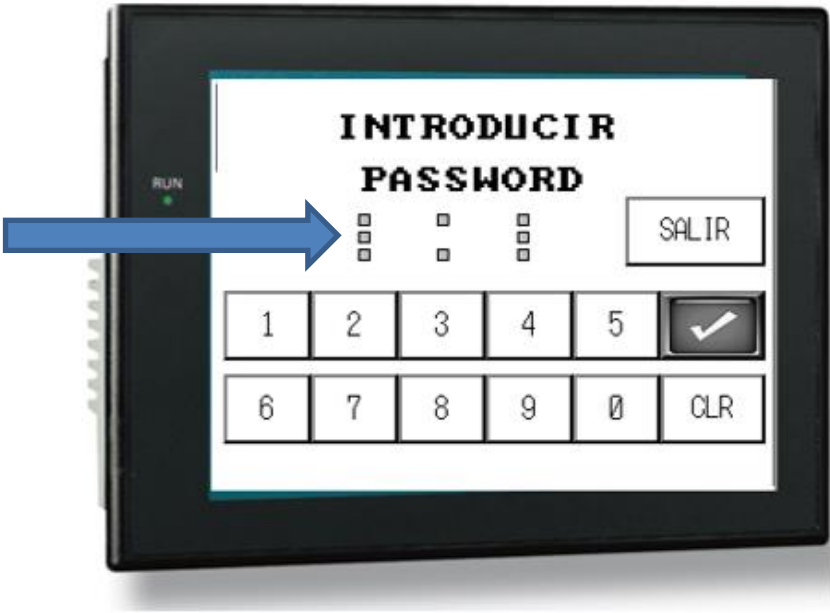 INTRODUCIR
PASSWORD
RUN
SALIR
1 2 3 4 5
6 7 8 9 0 CLR